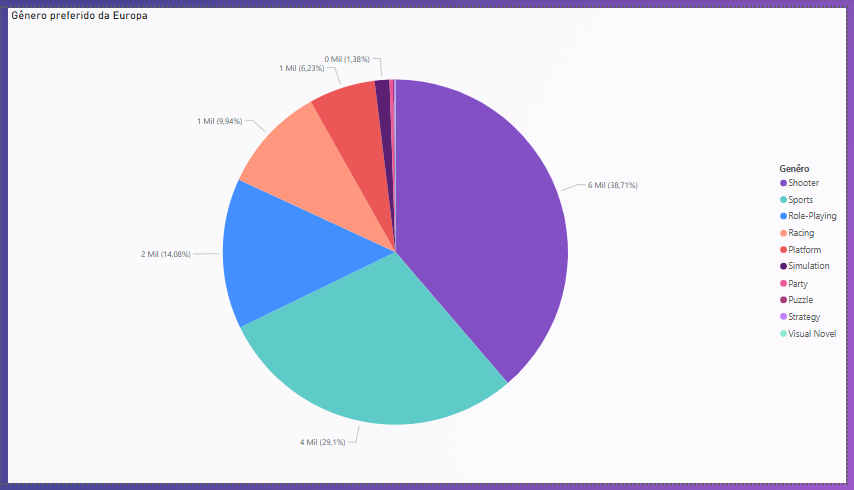 Gênero preferido da Europa
0 Mil (1,38%)
1 Mil (6,23%)
1 Mil (9,94%)
6 Mil (38,71%)
2 Mil (14,08%)
4 Mil (29,1%)
Genêro
Shooter
Sports
Role-Playing
Racing
Platform
Simulation
Party
Puzzle
Strategy
Visual Novel